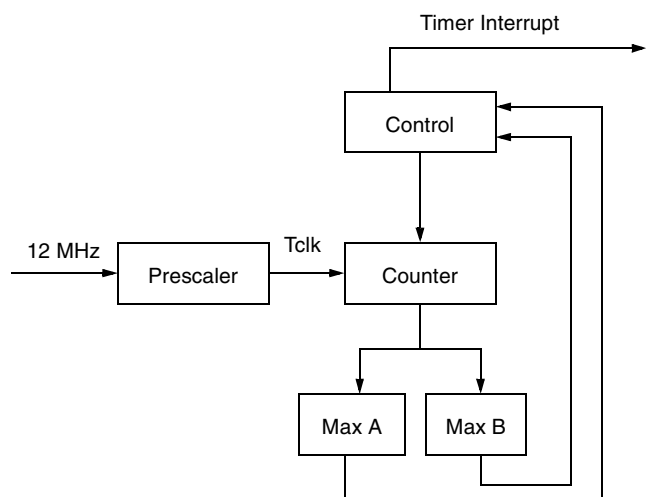 Timer Interrupt
Control
12 MHz
Prescaler
Tclk
Counter
Max A
Max B